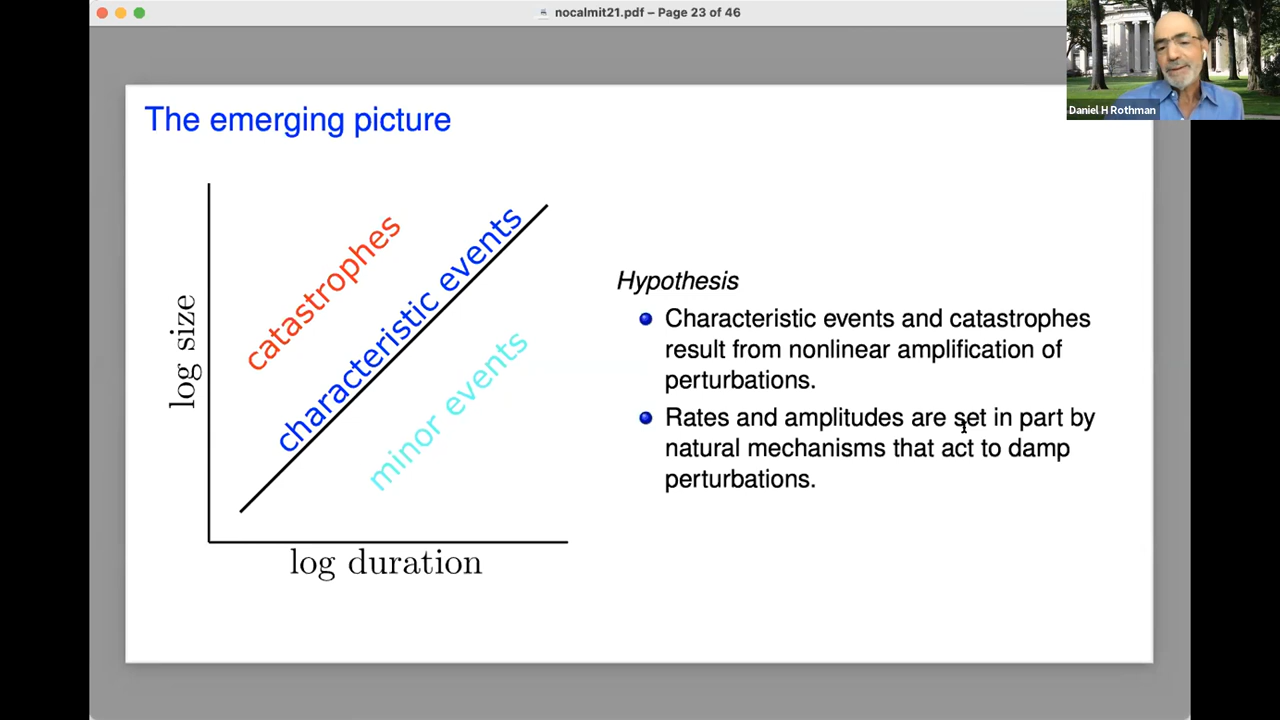 nocalmit21.pdf – Page 23 of 46
Daniel H Rothman
The emerging picture
log size
catastrophes
characteristic events
minor events
log duration
Hypothesis
Characteristic events and catastrophes
result from nonlinear amplification of
perturbations.
Rates and amplitudes are set in part by
natural mechanisms that act to damp
perturbations.